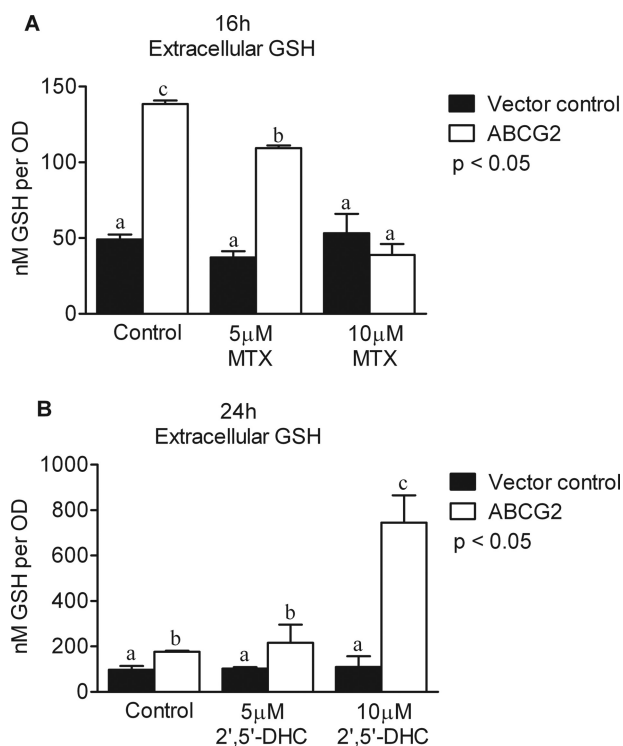 A
16h
Extracellular GSH
nM GSH per OD
150
100
50
0
a
c
a
b
a
a
Control
5μM
MTX
10μM
MTX
Vector control
ABCG2
p < 0.05
B
24h
Extracellular GSH
nM GSH per OD
1000
800
600
400
200
0
a
b
a
b
a
c
Control
5μM
2',5'-DHC
10μM
2',5'-DHC
Vector control
ABCG2
p < 0.05